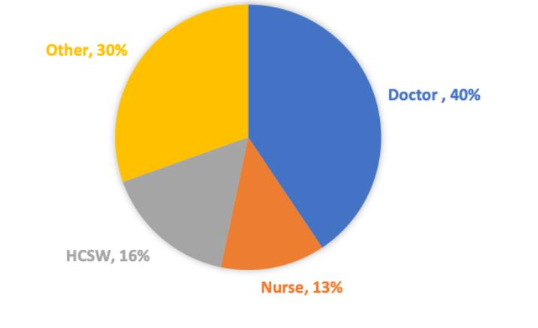 Other, 30%
Doctor , 40%
HCSW, 16%
Nurse, 13%